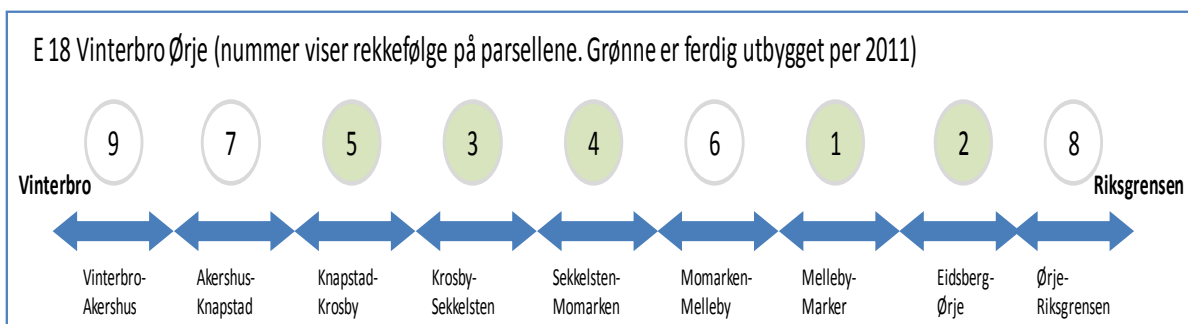 E 18 Vinterbro Ørje (nummer viser rekkefølge på parsellene. Grønne er ferdig utbygget per 2011)
9 7 5 3 4 6 1 2 8
Vinterbro Riksgrensen
Vinterbro- Akershus- Knapstad- Krosby- Sekkelsten- Momarken- Melleby- Eidsberg- Ørje-
Akershus Knapstad Krosby Sekkelsten Momarken Melleby Marker Ørje Riksgrensen